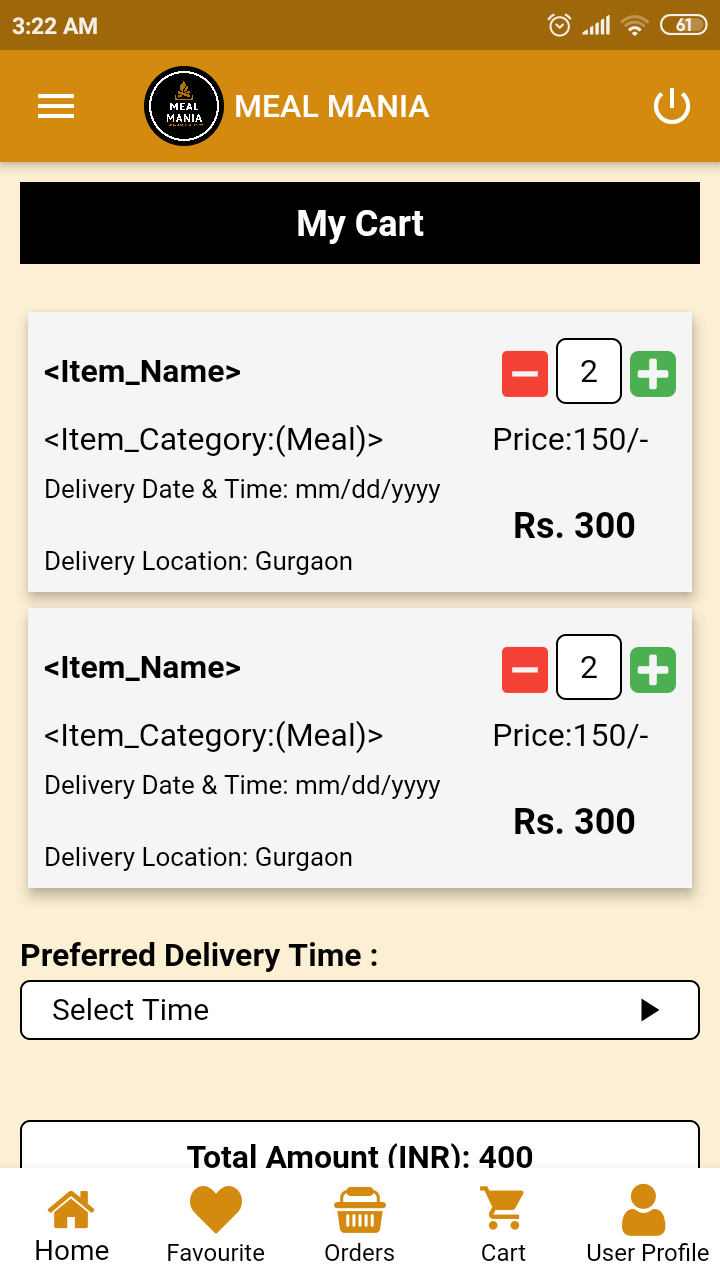 3:22 AM
61
MEAL
MANIA
MEAL MANIA
My Cart
<Item_Name>
2
<Item_Category:(Meal)>
Price:150/-
Delivery Date & Time: mm/dd/yyyy
Rs. 300
Delivery Location: Gurgaon
<Item_Name>
2
<Item_Category:(Meal)>
Price:150/-
Delivery Date & Time: mm/dd/yyyy
Rs. 300
Delivery Location: Gurgaon
Preferred Delivery Time :
Select Time
Total Amount (INR): 400
Home
Favourite
Orders
Cart
User Profile